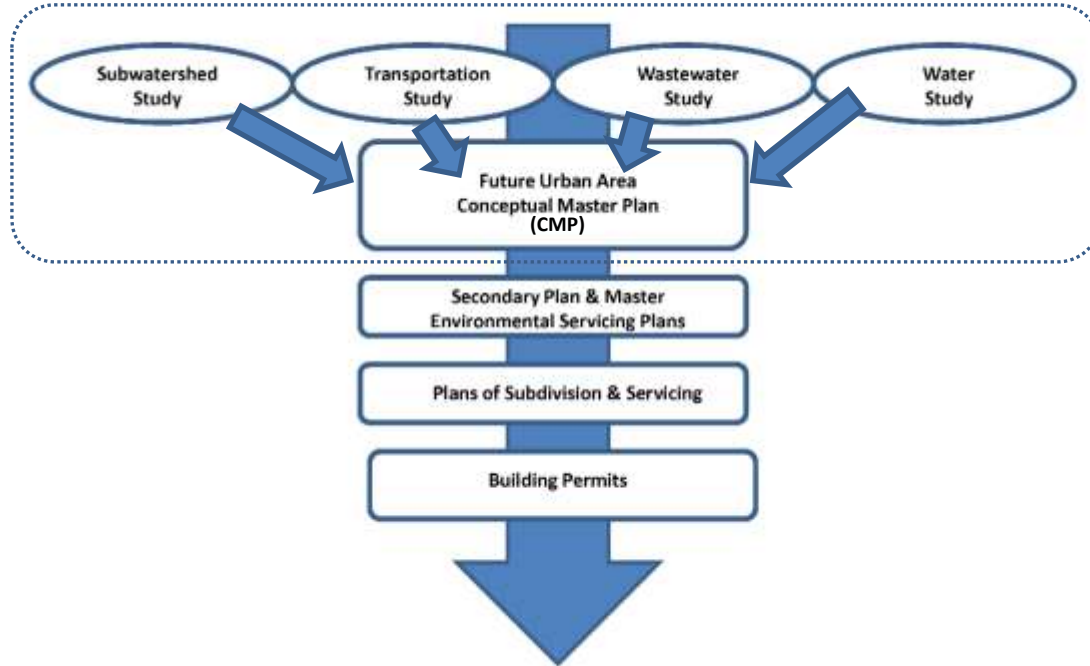 Subwatershed
Study
Transportation
Study
Wastewater
Study
Water
Study
Future Urban Area
Conceptual Master Plan
(CMP)
Secondary Plan & Master
Environmental Servicing Plans
Plans of Subdivision & Servicing
Building Permits